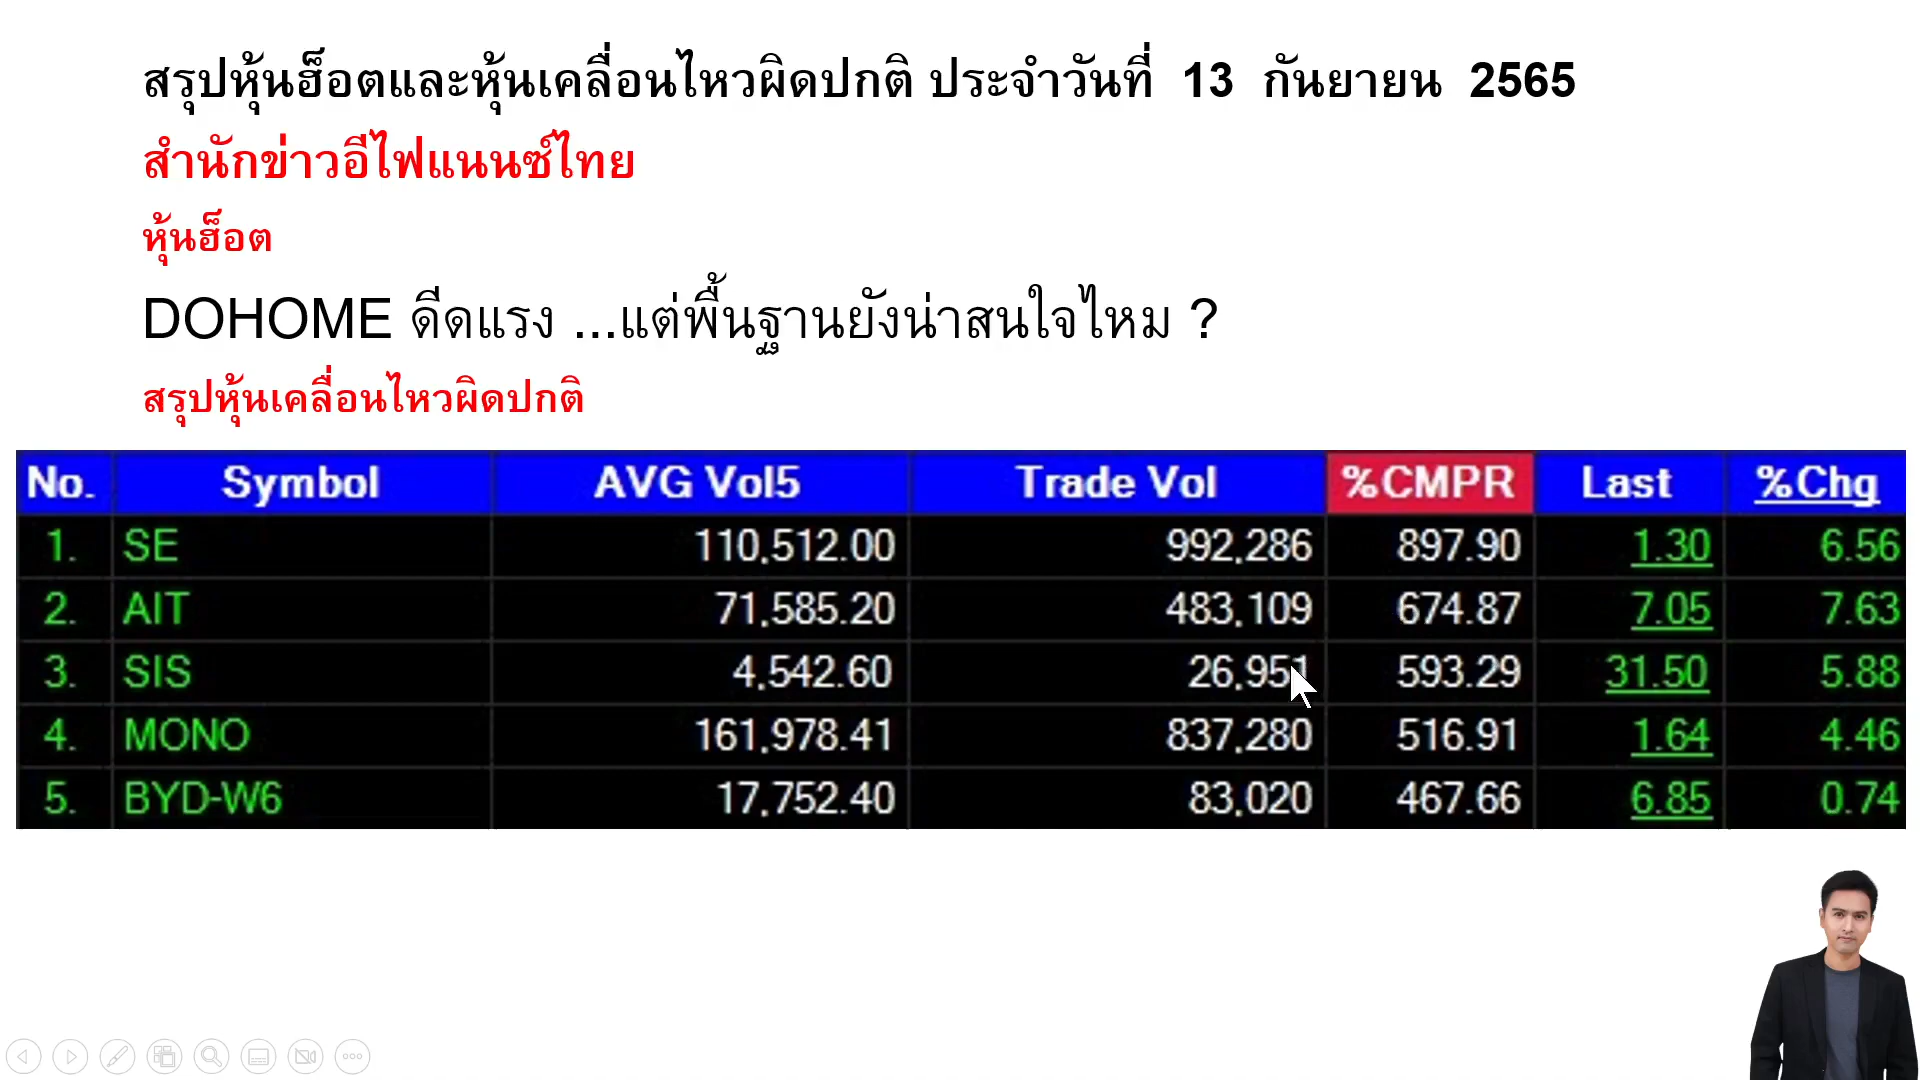 สรุปหุ้นฮ็อตและหุ้นเคลื่อนไหวผิดปกติ ประจำวันที่ 13 กันยายน 2565
สำนักข่าวอีไฟแนนซ์ไทย
หุ้นฮ็อต
DOHOME ดีดแรง ...แต่พื้นฐานยังน่าสนใจไหม ?
สรุปหุ้นเคลื่อนไหวผิดปกติ
No. Symbol AVG Vol5 Trade Vol %CMPR Last %Chg
1. SE 110,512.00 992,286 897.90 1.30 6.56
2. AIT 71,585.20 483,109 674.87 7.05 7.63
3. SIS 4,542.60 26,951 593.29 31.50 5.88
4. MONO 161,978.41 837,280 516.91 1.64 4.46
5. BYD-W6 17,752.40 83,020 467.66 6.85 0.74